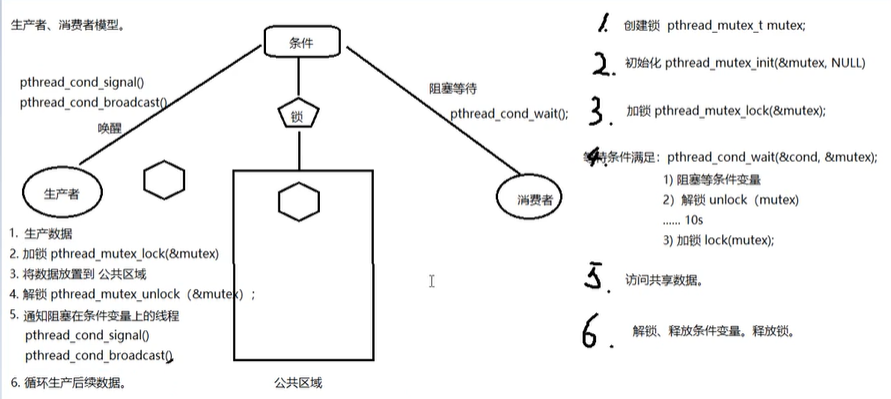 生产者、消费者模型。
条件
pthread_cond_signal()
pthread_cond_broadcast()
唤醒
锁
阻塞等待
pthread_cond_wait();
生产者
消费者
1. 生产数据
2. 加锁 pthread_mutex_lock(&mutex)
3. 将数据放置到 公共区域
4. 解锁 pthread_mutex_unlock（&mutex）;
5. 通知阻塞在条件变量上的线程
pthread_cond_signal()
pthread_cond_broadcast()
6. 循环生产后续数据。
公共区域
1. 创建锁 pthread_mutex_t mutex;
2. 初始化 pthread_mutex_init(&mutex, NULL)
3. 加锁 pthread_mutex_lock(&mutex);
4. 待条件满足：pthread_cond_wait(&cond, &mutex);
1) 阻塞等条件变量
2）解锁 unlock（mutex)
...... 10s
3) 加锁 lock(mutex);
5. 访问共享数据。
6. 解锁、释放条件变量。释放锁。